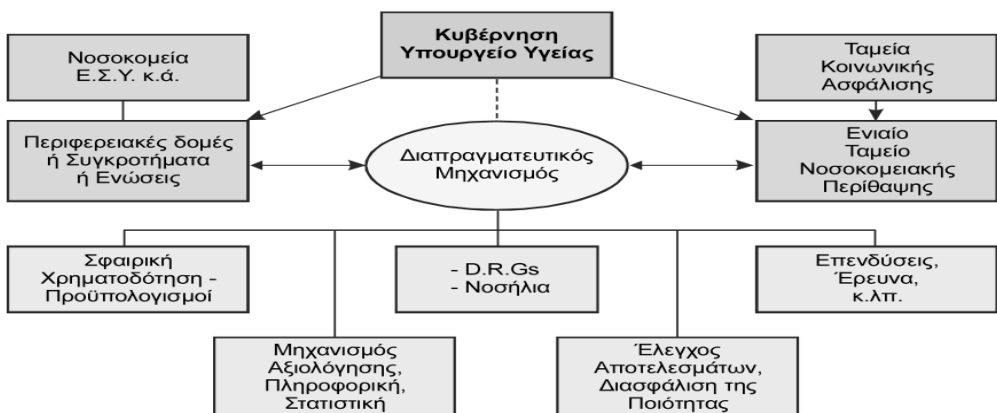 Νοσοκομεία
Ε.Σ.Υ. κ.ά.
Κυβέρνηση
Υπουργείο Υγείας
Ταμεία
Κοινωνικής
Ασφάλισης
Περιφερειακές δομές
ή Συγκροτήματα
ή Ενώσεις
Διαπραγματευτικός
Μηχανισμός
Ενιαίο
Ταμείο
Νοσοκομειακής
Περίθαψης
Σφαιρική
Χρηματοδότηση -
Προϋπολογισμοί
- D.R.Gs
- Νοσήλια
Επενδύσεις,
Έρευνα,
κ.λπ.
Μηχανισμός
Αξιολόγησης,
Πληροφορική,
Στατιστική
Έλεγχος
Αποτελεσμάτων,
Διασφάλιση της
Ποιότητας